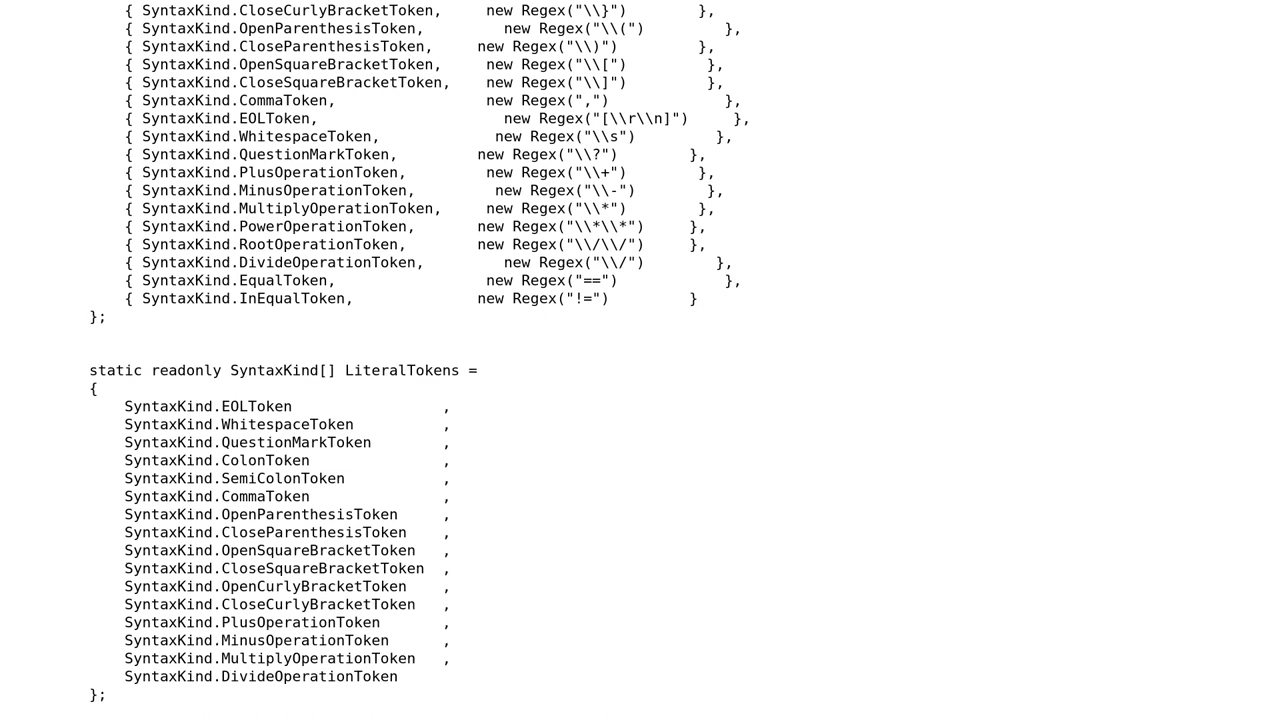 { SyntaxKind.CloseCurlyBracketToken,     new Regex("\\}")        },
{ SyntaxKind.OpenParenthesisToken,         new Regex("\\(")         },
{ SyntaxKind.CloseParenthesisToken,     new Regex("\\)")         },
{ SyntaxKind.OpenSquareBracketToken,     new Regex("\\[")         },
{ SyntaxKind.CloseSquareBracketToken,    new Regex("\\]")         },
{ SyntaxKind.CommaToken,                 new Regex(",")             },
{ SyntaxKind.EOLToken,                     new Regex("[\\r\\n]")     },
{ SyntaxKind.WhitespaceToken,             new Regex("\\s")         },
{ SyntaxKind.QuestionMarkToken,         new Regex("\\?")        },
{ SyntaxKind.PlusOperationToken,         new Regex("\\+")        },
{ SyntaxKind.MinusOperationToken,         new Regex("\\-")        },
{ SyntaxKind.MultiplyOperationToken,     new Regex("\\*")        },
{ SyntaxKind.PowerOperationToken,       new Regex("\\*\\*")     },
{ SyntaxKind.RootOperationToken,        new Regex("\\/\\/")     },
{ SyntaxKind.DivideOperationToken,         new Regex("\\/")        },
{ SyntaxKind.EqualToken,                 new Regex("==")            },
{ SyntaxKind.InEqualToken,              new Regex("!=")         }
};
static readonly SyntaxKind[] LiteralTokens =
{
SyntaxKind.EOLToken                 ,
SyntaxKind.WhitespaceToken          ,
SyntaxKind.QuestionMarkToken        ,
SyntaxKind.ColonToken               ,
SyntaxKind.SemiColonToken           ,
SyntaxKind.CommaToken               ,
SyntaxKind.OpenParenthesisToken     ,
SyntaxKind.CloseParenthesisToken    ,
SyntaxKind.OpenSquareBracketToken   ,
SyntaxKind.CloseSquareBracketToken  ,
SyntaxKind.OpenCurlyBracketToken    ,
SyntaxKind.CloseCurlyBracketToken   ,
SyntaxKind.PlusOperationToken       ,
SyntaxKind.MinusOperationToken      ,
SyntaxKind.MultiplyOperationToken   ,
SyntaxKind.DivideOperationToken
};